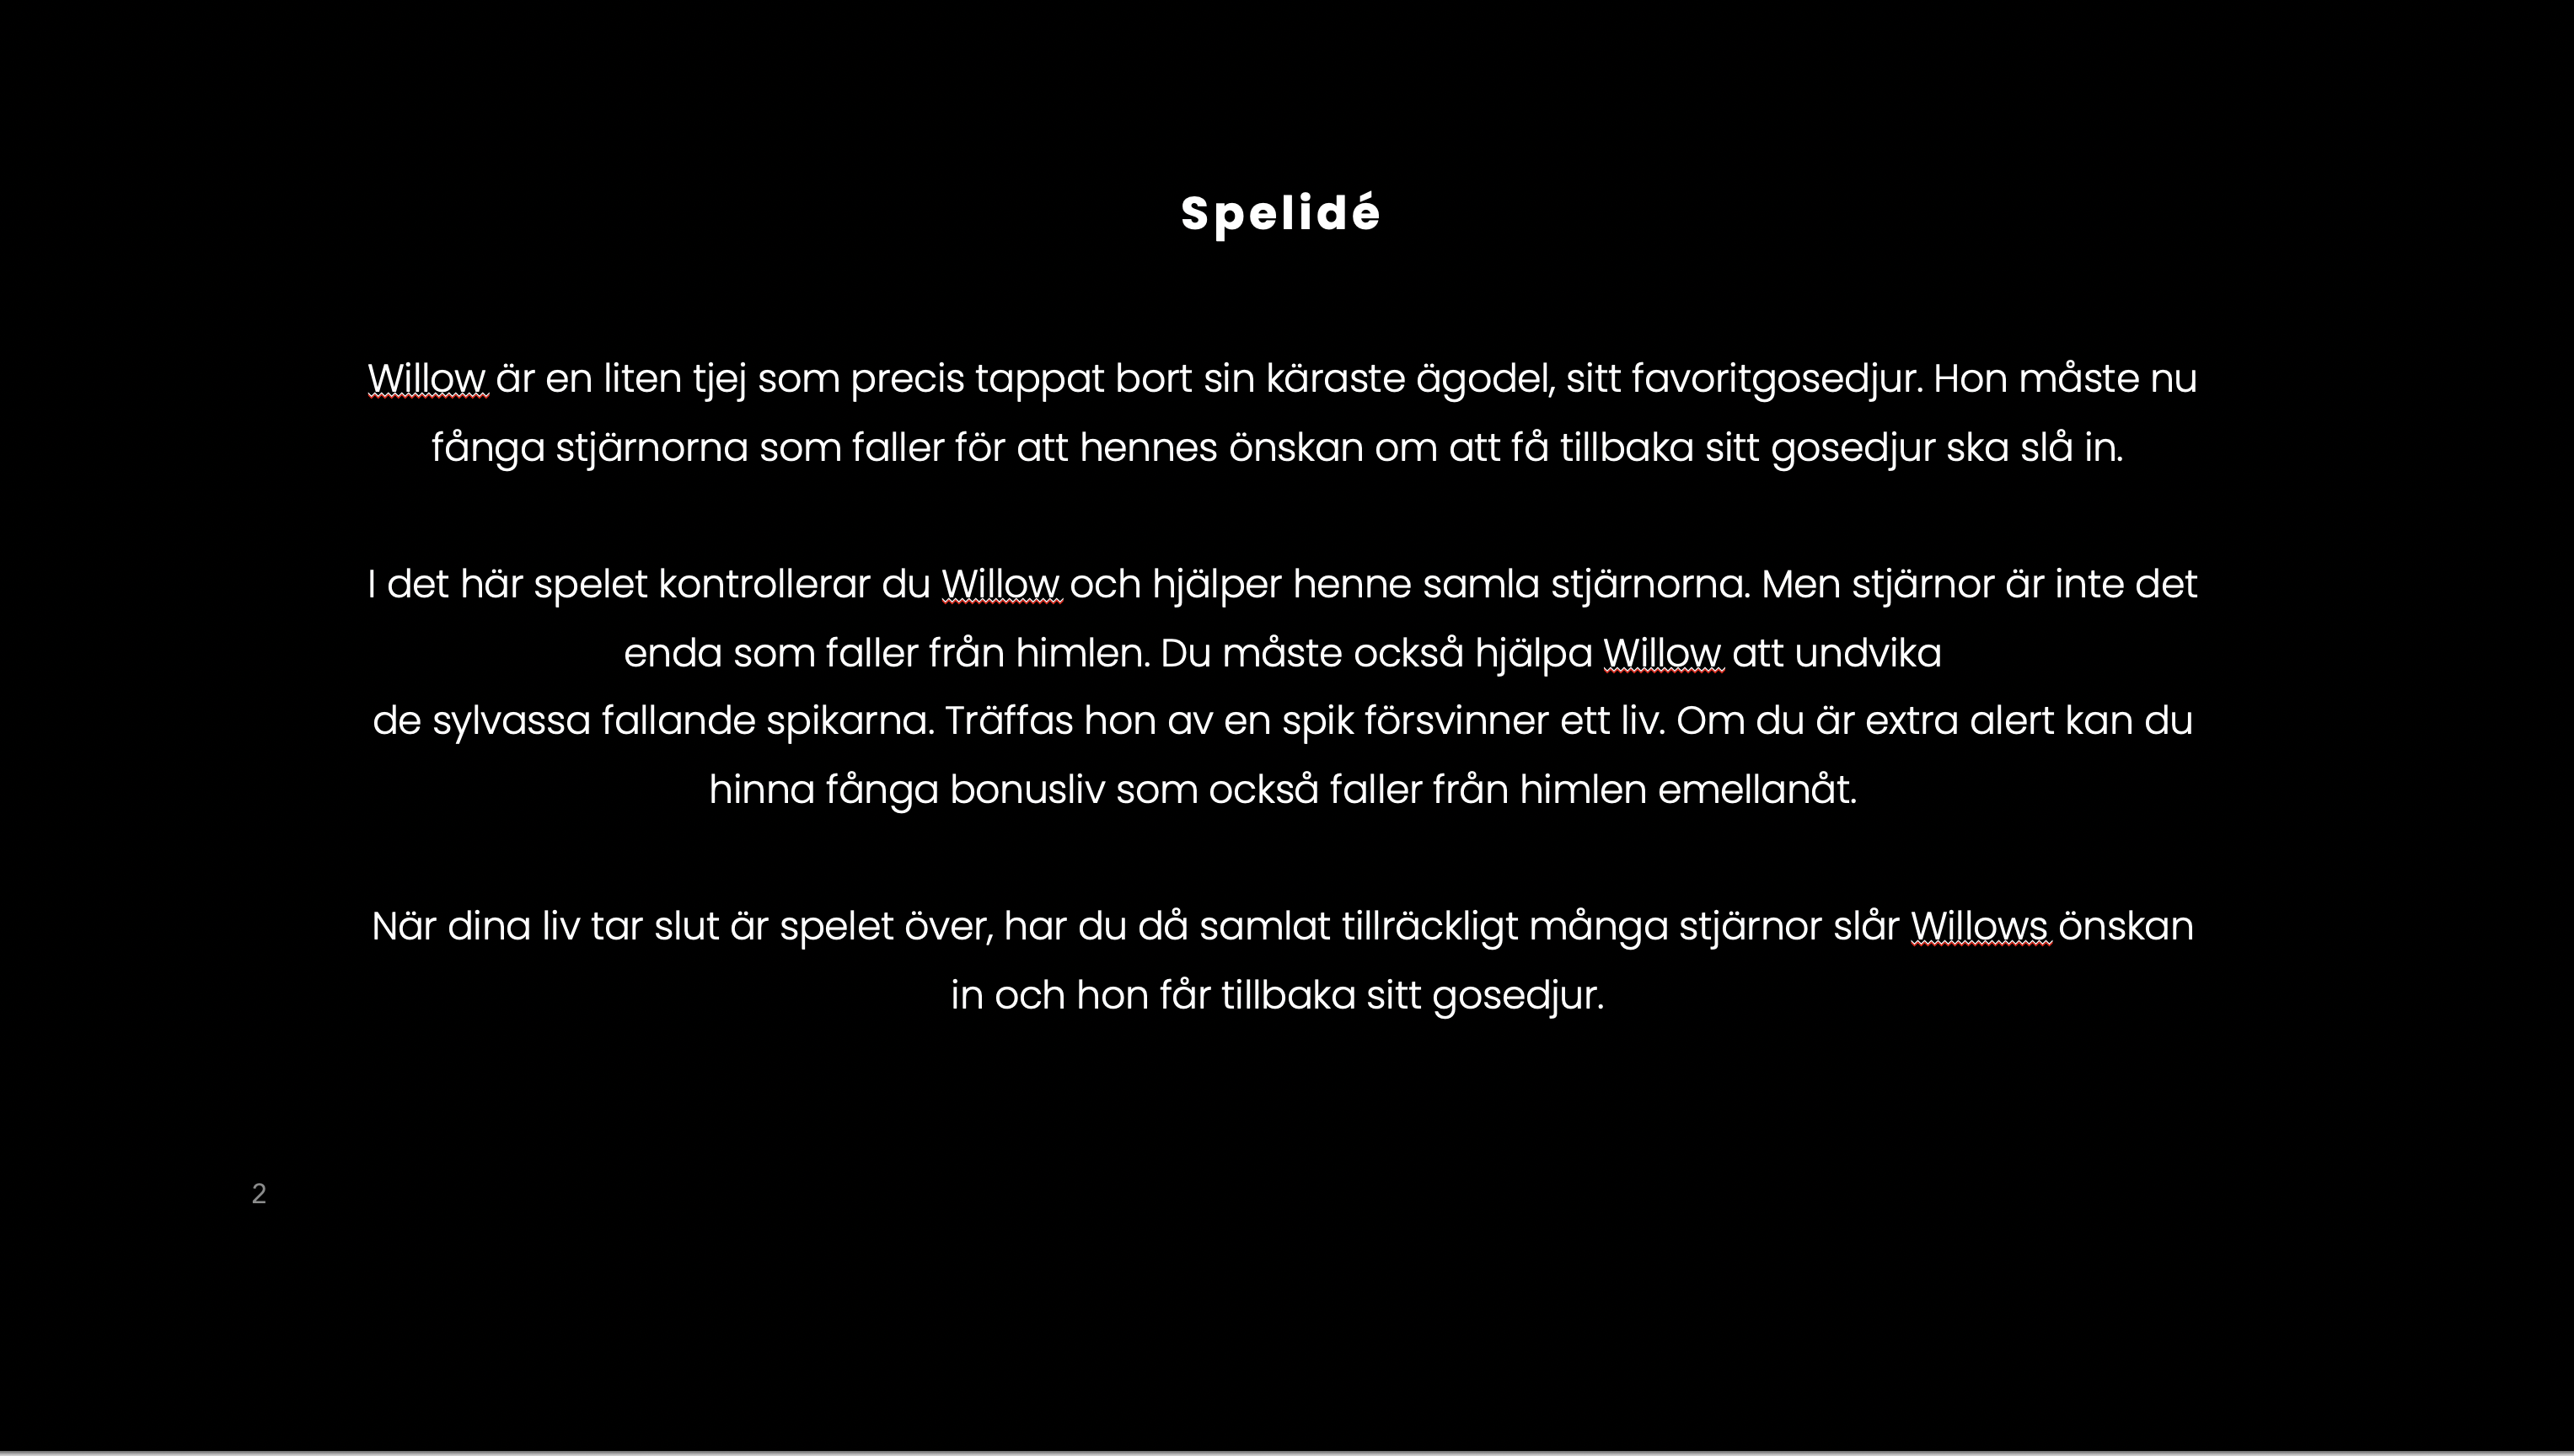 Spelidé
Willow är en liten tjej som precis tappat bort sin käraste ägodel, sitt favoritgosedjur. Hon måste nu
fånga stjärnorna som faller för att hennes önskan om att få tillbaka sitt gosedjur ska slå in.
I det här spelet kontrollerar du Willow och hjälper henne samla stjärnorna. Men stjärnor är inte det
enda som faller från himlen. Du måste också hjälpa Willow att undvika
de sylvassa fallande spikarna. Träffas hon av en spik försvinner ett liv. Om du är extra alert kan du
hinna fånga bonusliv som också faller från himlen emellanåt.
När dina liv tar slut är spelet över, har du då samlat tillräckligt många stjärnor slår Willows önskan
in och hon får tillbaka sitt gosedjur.
2